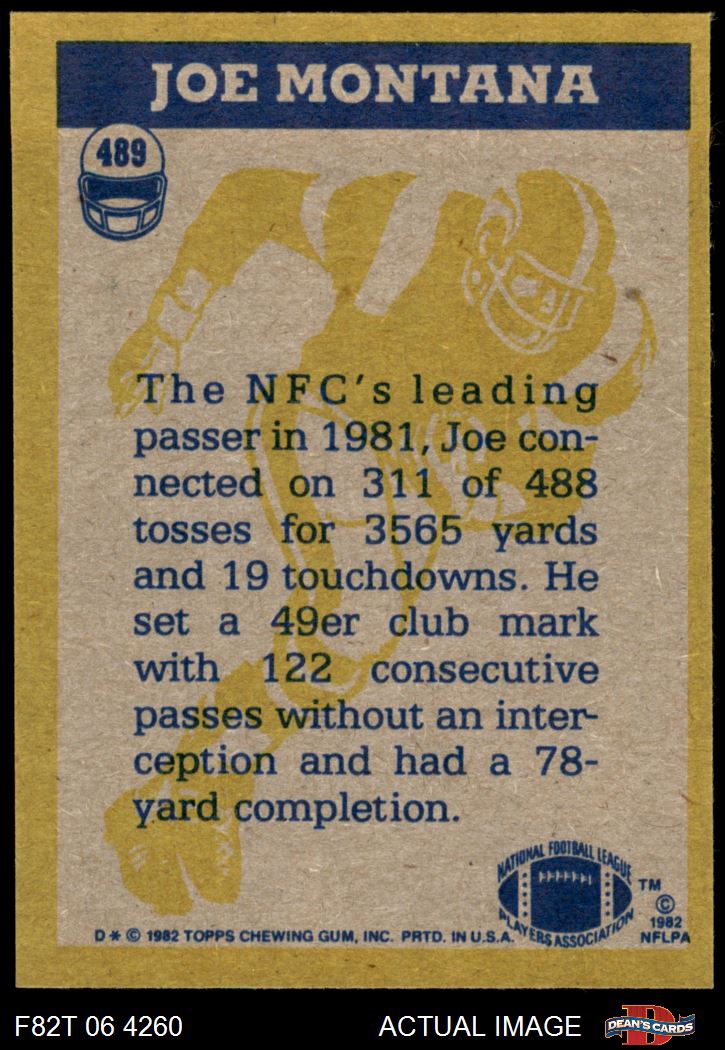 JOE MONTANA
489
The NFC's leading
passer in 1981, Joe con-
nected on 311 of 488
tosses for 3565 yards
and 19 touchdowns. He
set a 49er club mark
with 122 consecutive
passes without an inter-
ception and had a 78-
yard completion.
NATIONAL FOOTBALL LEAGUE
PLAYERS ASSOCIATION
TM
©
1982
NFLPA
D * © 1982 TOPPS CHEWING GUM, INC. PRTD. IN U.S.A.
F82T 06 4260
ACTUAL IMAGE
D
DEAN'S CARDS